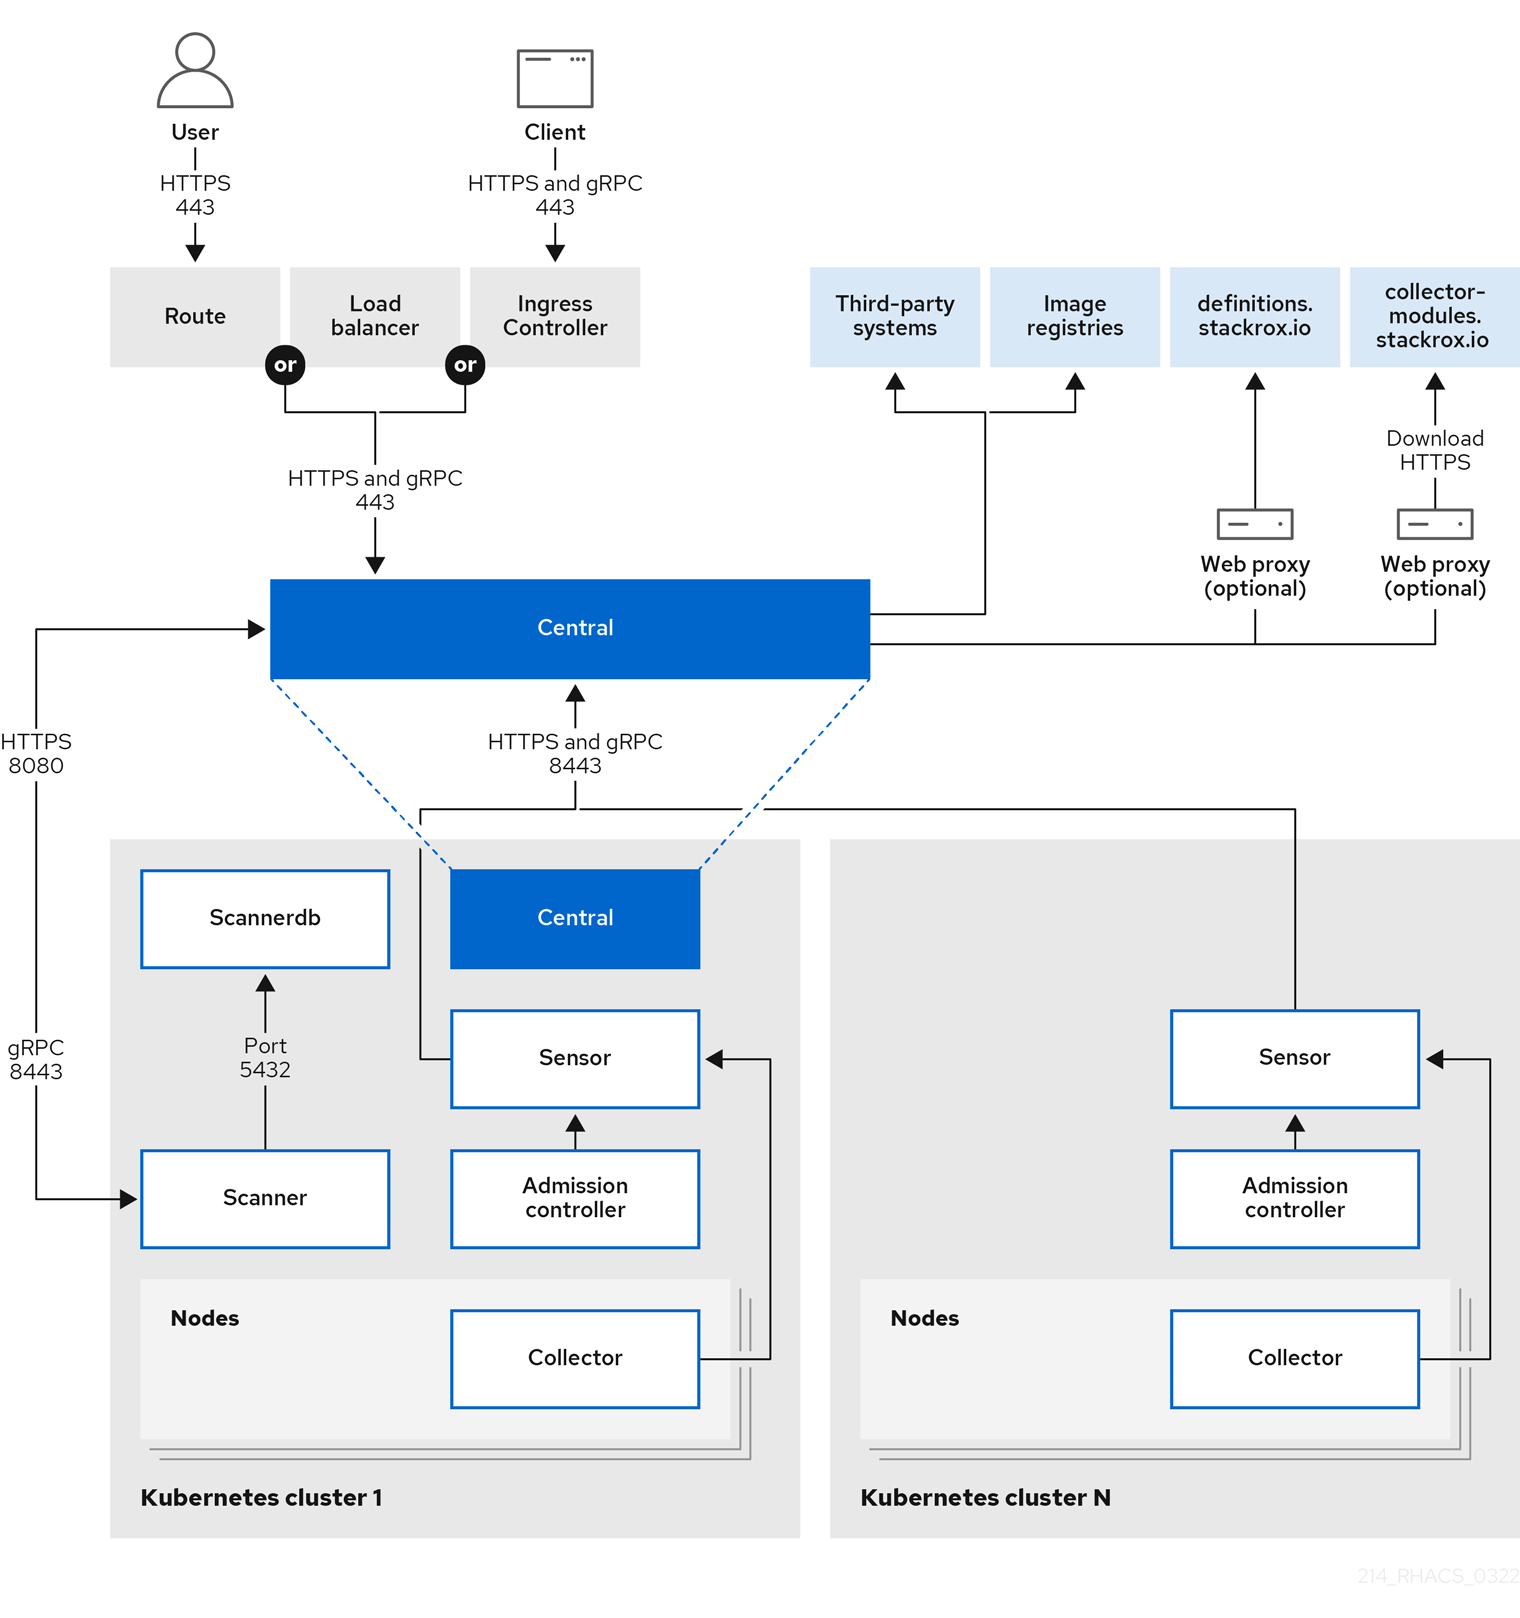 User
Client
HTTPS
443
HTTPS and gRPC
443
Route
Load
balancer
Ingress
Controller
or
or
Third-party
systems
Image
registries
definitions.
stackrox.io
collector-
modules.
stackrox.io
HTTPS and gRPC
443
Download
HTTPS
Web proxy
(optional)
Web proxy
(optional)
Central
HTTPS
8080
HTTPS and gRPC
8443
gRPC
8443
Scannerdb
Central
Port
5432
Sensor
Scanner
Admission
controller
Nodes
Collector
Kubernetes cluster 1
Sensor
Admission
controller
Nodes
Collector
Kubernetes cluster N
214_RHACS_0322